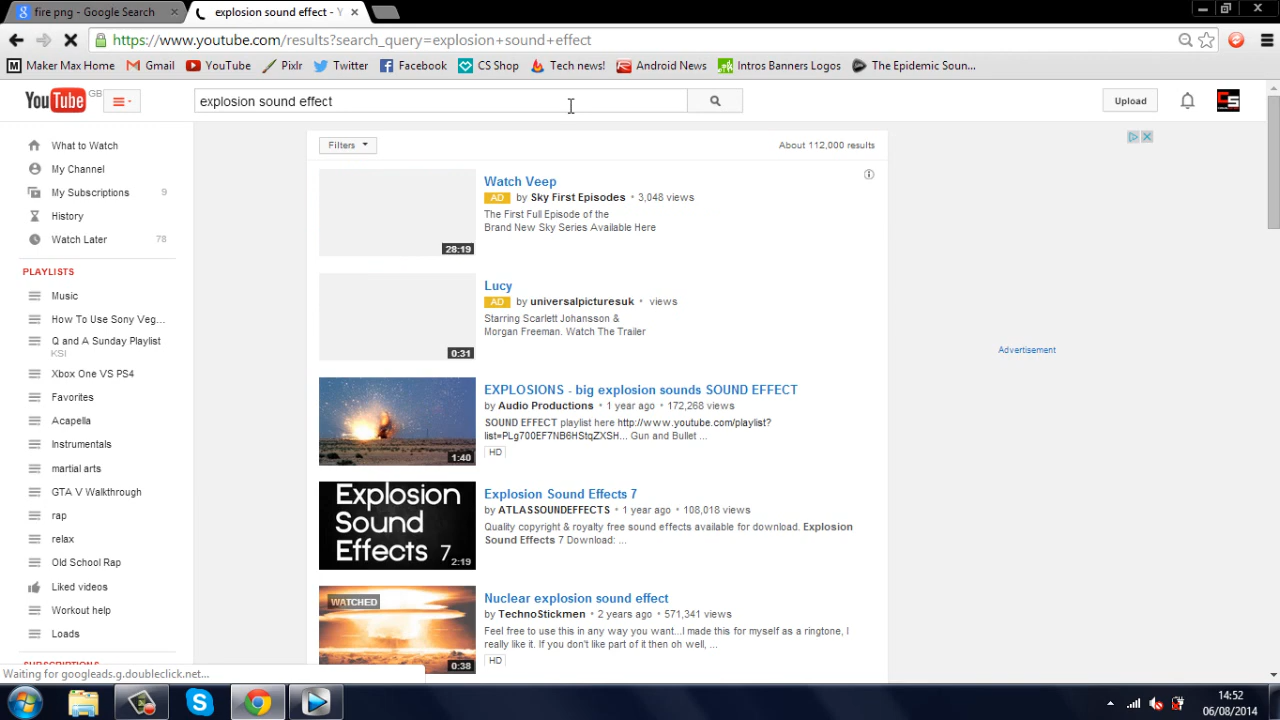 fire png - Google Search
explosion sound effect -
https://www.youtube.com/results?search_query=explosion+sound+effect
Maker Max Home
Gmail
YouTube
Pixlr
Twitter
Facebook
CS Shop
Tech news!
Android News
Intros Banners Logos
The Epidemic Soun...
YouTube GB
explosion sound effect
Upload
What to Watch
My Channel
My Subscriptions 9
History
Watch Later 78
PLAYLISTS
Music
How To Use Sony Veg...
Q and A Sunday Playlist
KSI
Xbox One VS PS4
Favorites
Acapella
Instrumentals
martial arts
GTA V Walkthrough
rap
relax
Old School Rap
Liked videos
Workout help
Loads
SUBSCRIPTIONS
Filters
About 112,000 results
28:19
Watch Veep
AD by Sky First Episodes • 3,048 views
The First Full Episode of the
Brand New Sky Series Available Here
0:31
Lucy
AD by universalpicturesuk • views
Starring Scarlett Johansson &
Morgan Freeman. Watch The Trailer
1:40
EXPLOSIONS - big explosion sounds SOUND EFFECT
by Audio Productions • 1 year ago • 172,268 views
SOUND EFFECT playlist here http://www.youtube.com/playlist?
list=PLg700EF7NB6HStqZXSH... Gun and Bullet ...
HD
Explosion
Sound
Effects 7
2:19
Explosion Sound Effects 7
by ATLASSOUNDEFFECTS • 1 year ago • 108,018 views
Quality copyright & royalty free sound effects available for download. Explosion
Sound Effects 7 Download: ...
WATCHED
0:38
Nuclear explosion sound effect
by TechnoStickmen • 2 years ago • 571,341 views
Feel free to use this in any way you want...I made this for myself as a ringtone, I
really like it. If you don't like part of it then oh well, ...
HD
Advertisement
Waiting for googleads.g.doubleclick.net...
14:52
06/08/2014